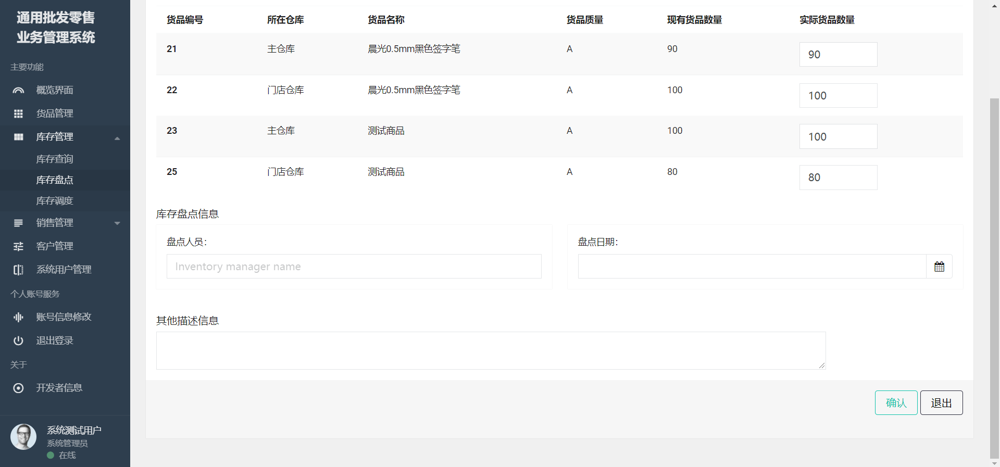 通用批发零售
业务管理系统
主要功能
概览界面
货品管理
库存管理
库存查询
库存盘点
库存调度
销售管理
客户管理
系统用户管理
个人账号服务
账号信息修改
退出登录
关于
开发者信息
系统测试用户
系统管理员
在线
货品编号 所在仓库 货品名称 货品质量 现有货品数量 实际货品数量
21 主仓库 晨光0.5mm黑色签字笔 A 90 90
22 门店仓库 晨光0.5mm黑色签字笔 A 100 100
23 主仓库 测试商品 A 100 100
25 门店仓库 测试商品 A 80 80
库存盘点信息
盘点人员：
Inventory manager name
盘点日期：
其他描述信息
确认 退出